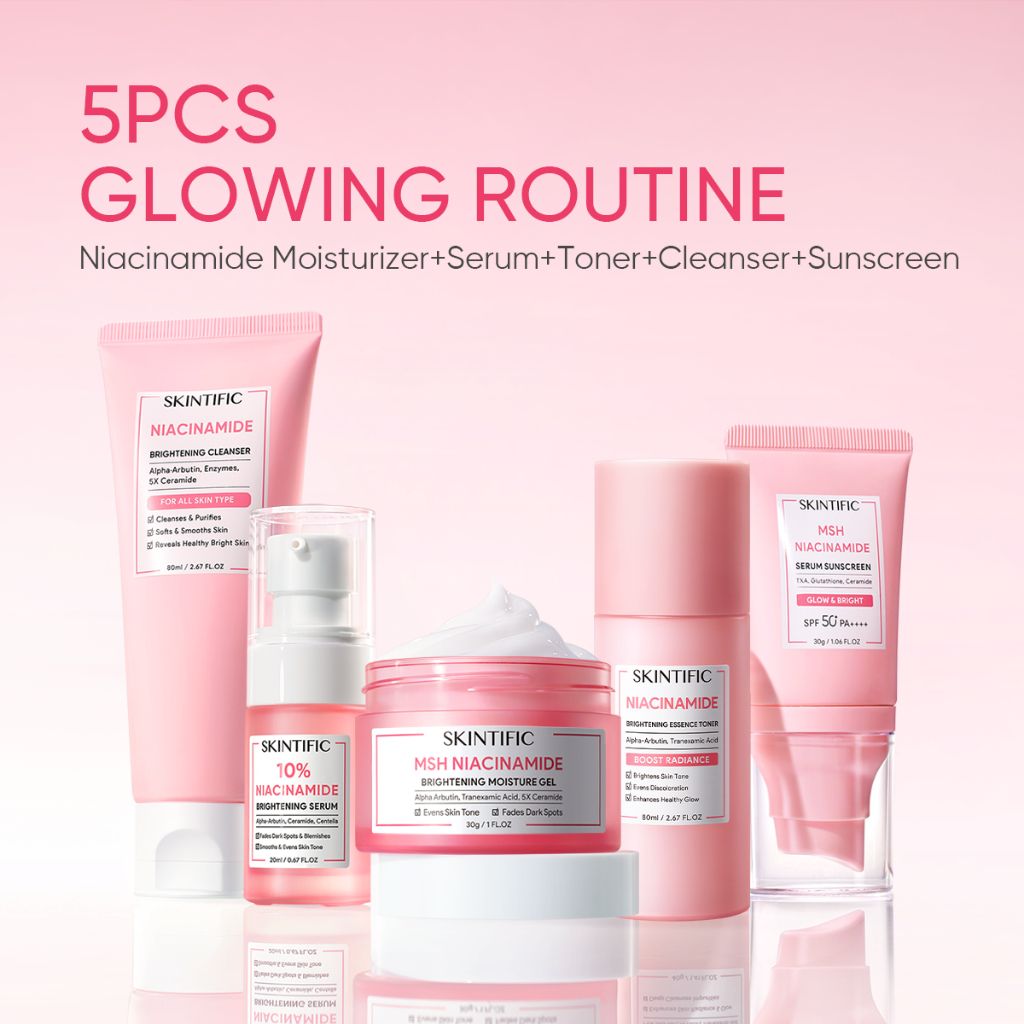 5PCS
GLOWING ROUTINE
Niacinamide Moisturizer+Serum+Toner+Cleanser+Sunscreen
SKINTIFIC
NIACINAMIDE
BRIGHTENING CLEANSER
Alpha-Arbutin, Enzymes,
5X Ceramide
FOR ALL SKIN TYPE
Cleanses & Purifies
Softs & Smooths Skin
Reveals Healthy Bright Skin
80ml / 2.67 FL.OZ
SKINTIFIC
10%
NIACINAMIDE
BRIGHTENING SERUM
Alpha-Arbutin, Ceramide, Centella
Fades Dark Spots & Blemishes
Smooths & Evens Skin Tone
20ml / 0.67 FL.OZ
SKINTIFIC
MSH NIACINAMIDE
BRIGHTENING MOISTURE GEL
Alpha Arbutin, Tranexamic Acid, 5X Ceramide
Evens Skin Tone Fades Dark Spots
30g / 1 FL.OZ
SKINTIFIC
NIACINAMIDE
BRIGHTENING ESSENCE TONER
Alpha-Arbutin, Tranexamic Acid
BOOST RADIANCE
Brightens Skin Tone
Evens Discoloration
Enhances Healthy Glow
80ml / 2.67 FL.OZ
SKINTIFIC
MSH
NIACINAMIDE
SERUM SUNSCREEN
TXA, Glutathione, Ceramide
GLOW & BRIGHT
SPF 50+ PA++++
30g / 1.06 FL.OZ